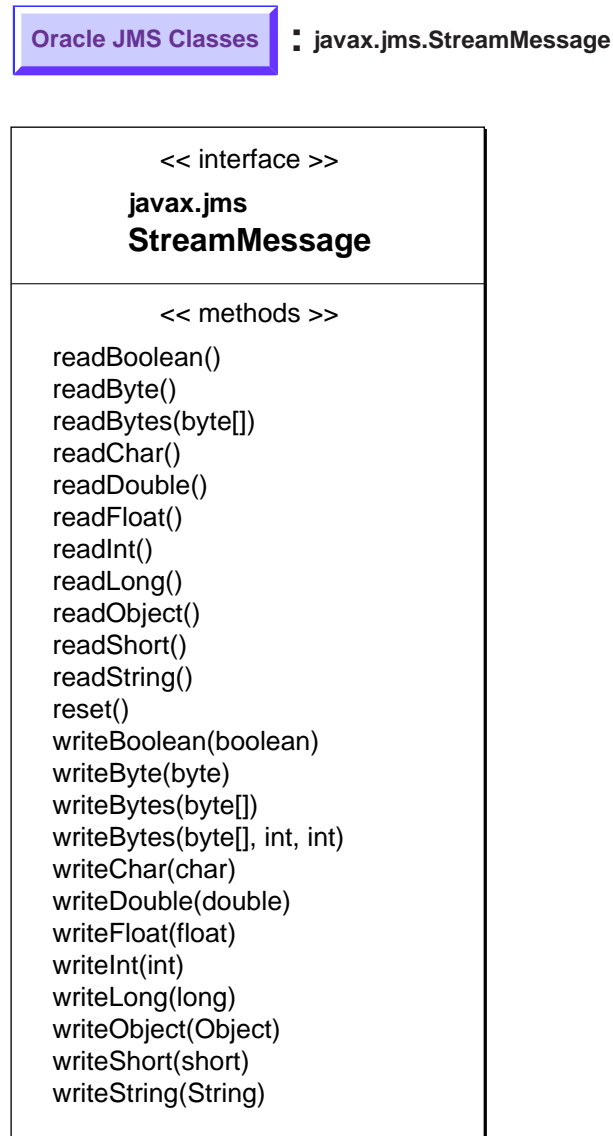 Oracle JMS Classes : javax.jms.StreamMessage
<< interface >>
javax.jms
StreamMessage
<< methods >>
readBoolean()
readByte()
readBytes(byte[])
readChar()
readDouble()
readFloat()
readInt()
readLong()
readObject()
readShort()
readString()
reset()
writeBoolean(boolean)
writeByte(byte)
writeBytes(byte[])
writeBytes(byte[], int, int)
writeChar(char)
writeDouble(double)
writeFloat(float)
writeInt(int)
writeLong(long)
writeObject(Object)
writeShort(short)
writeString(String)